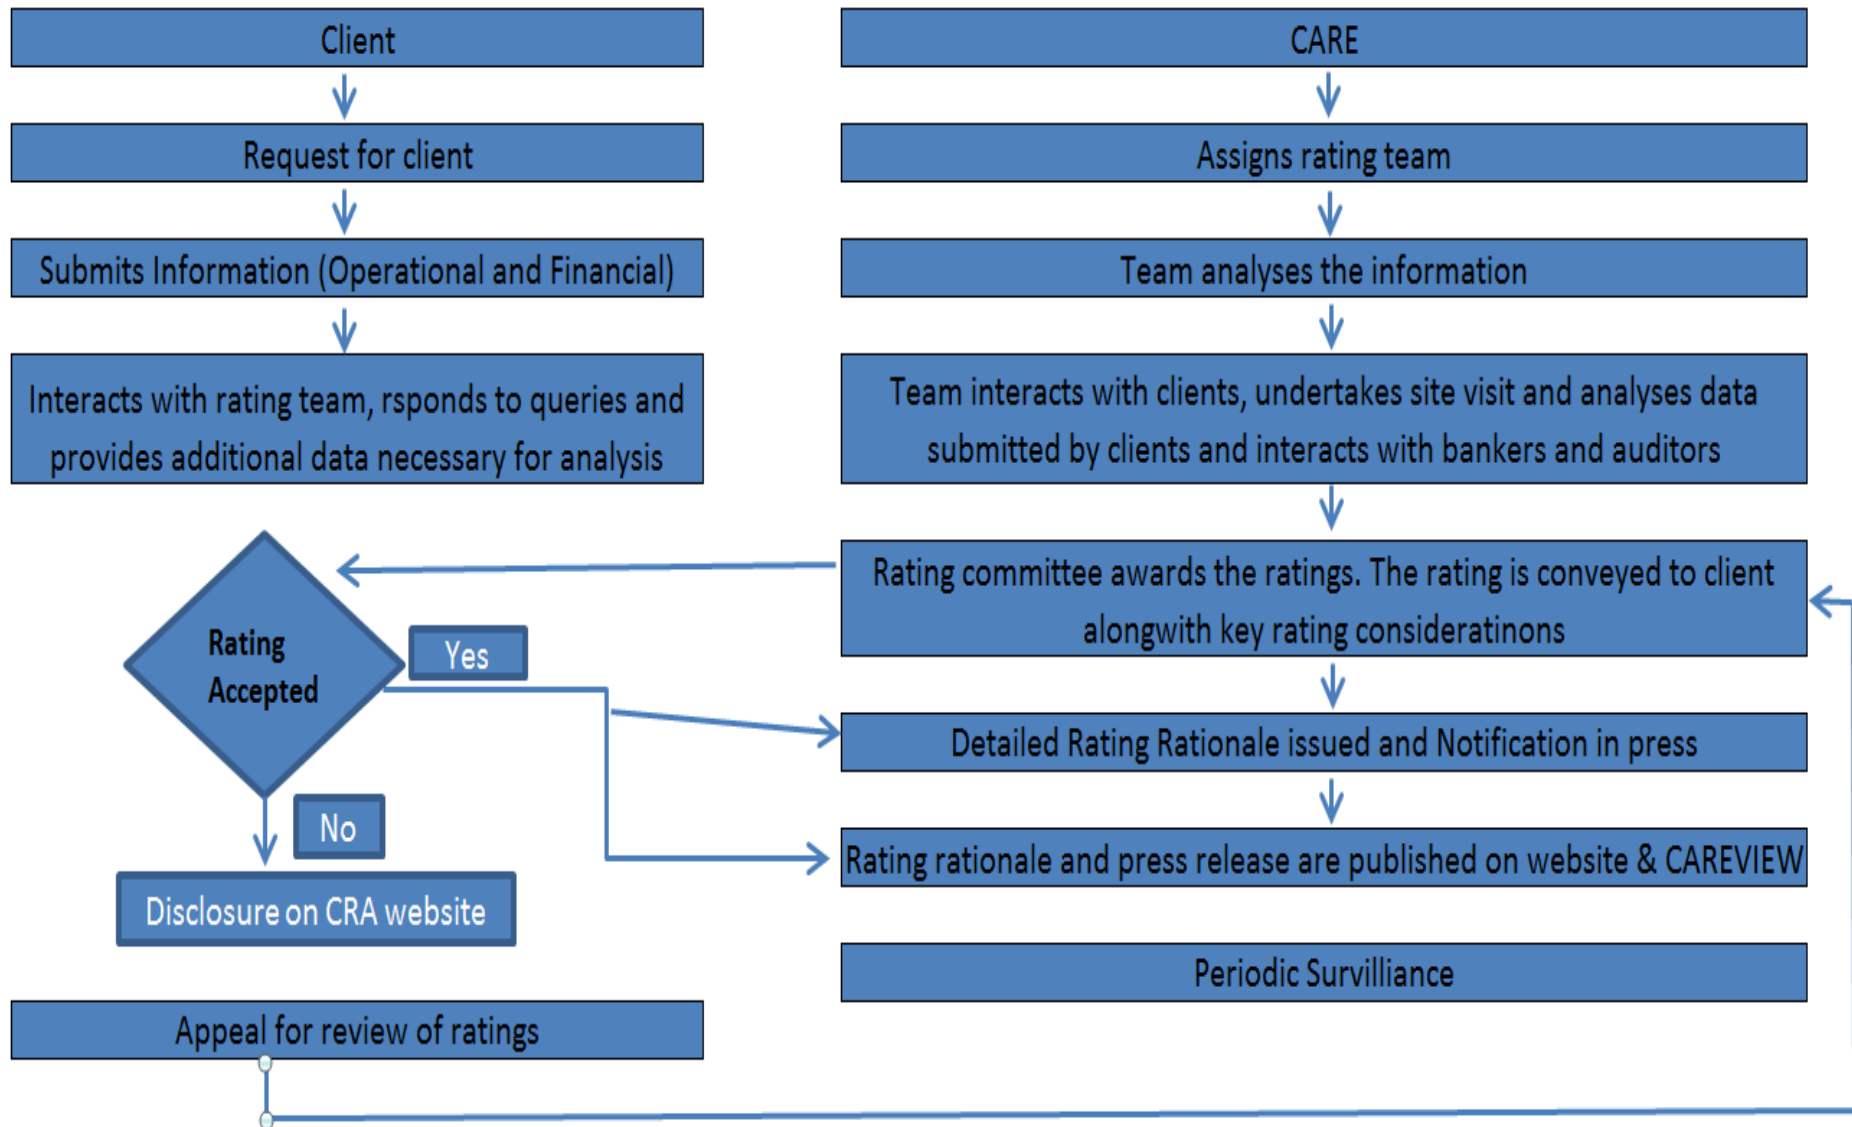 Client
Request for client
Submits Information (Operational and Financial)
Interacts with rating team, rsponds to queries and
provides additional data necessary for analysis
Rating
Accepted
Yes
No
Disclosure on CRA website
Appeal for review of ratings
CARE
Assigns rating team
Team analyses the information
Team interacts with clients, undertakes site visit and analyses data
submitted by clients and interacts with bankers and auditors
Rating committee awards the ratings. The rating is conveyed to client
alongwith key rating consideratinons
Detailed Rating Rationale issued and Notification in press
Rating rationale and press release are published on website & CAREVIEW
Periodic Survilliance